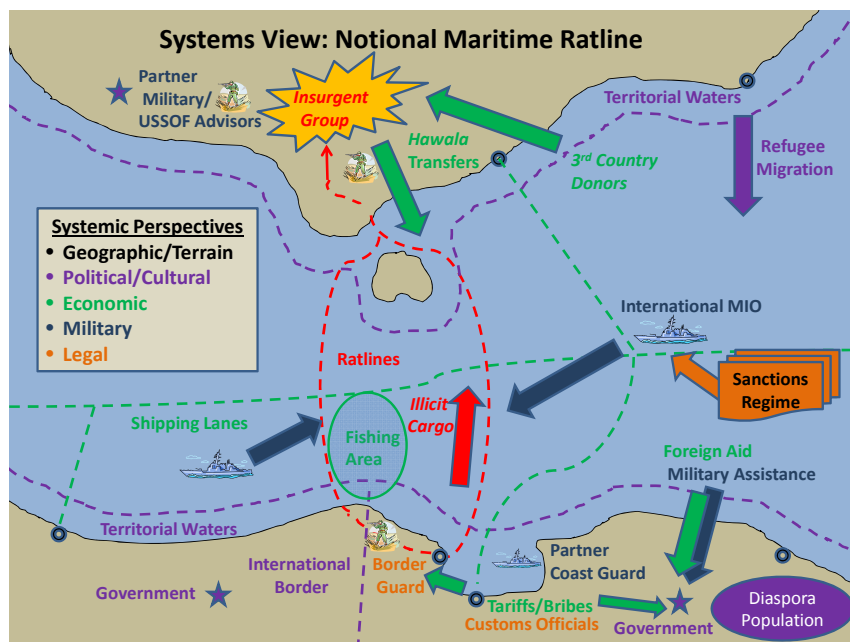 Systems View: Notional Maritime Ratline
Partner
Military/
USSOF Advisors
Insurgent
Group
Hawala
Transfers
3rd Country
Donors
Territorial Waters
Refugee
Migration
Systemic Perspectives
• Geographic/Terrain
• Political/Cultural
• Economic
• Military
• Legal
International MIO
Ratlines
Sanctions
Regime
Shipping Lanes
Illicit
Cargo
Fishing
Area
Foreign Aid
Military Assistance
Territorial Waters
International
Border
Border
Guard
Partner
Coast Guard
Government
Tariffs/Bribes
Customs Officials
Government
Diaspora
Population